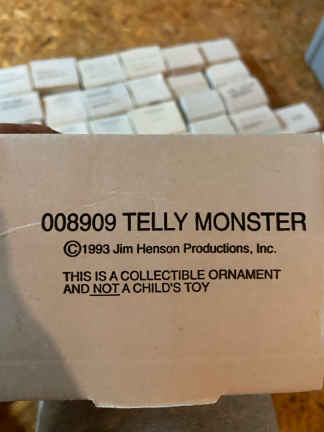 008909 TELLY MONSTER
©1993 Jim Henson Productions, Inc.
THIS IS A COLLECTIBLE ORNAMENT
AND NOT A CHILD'S TOY